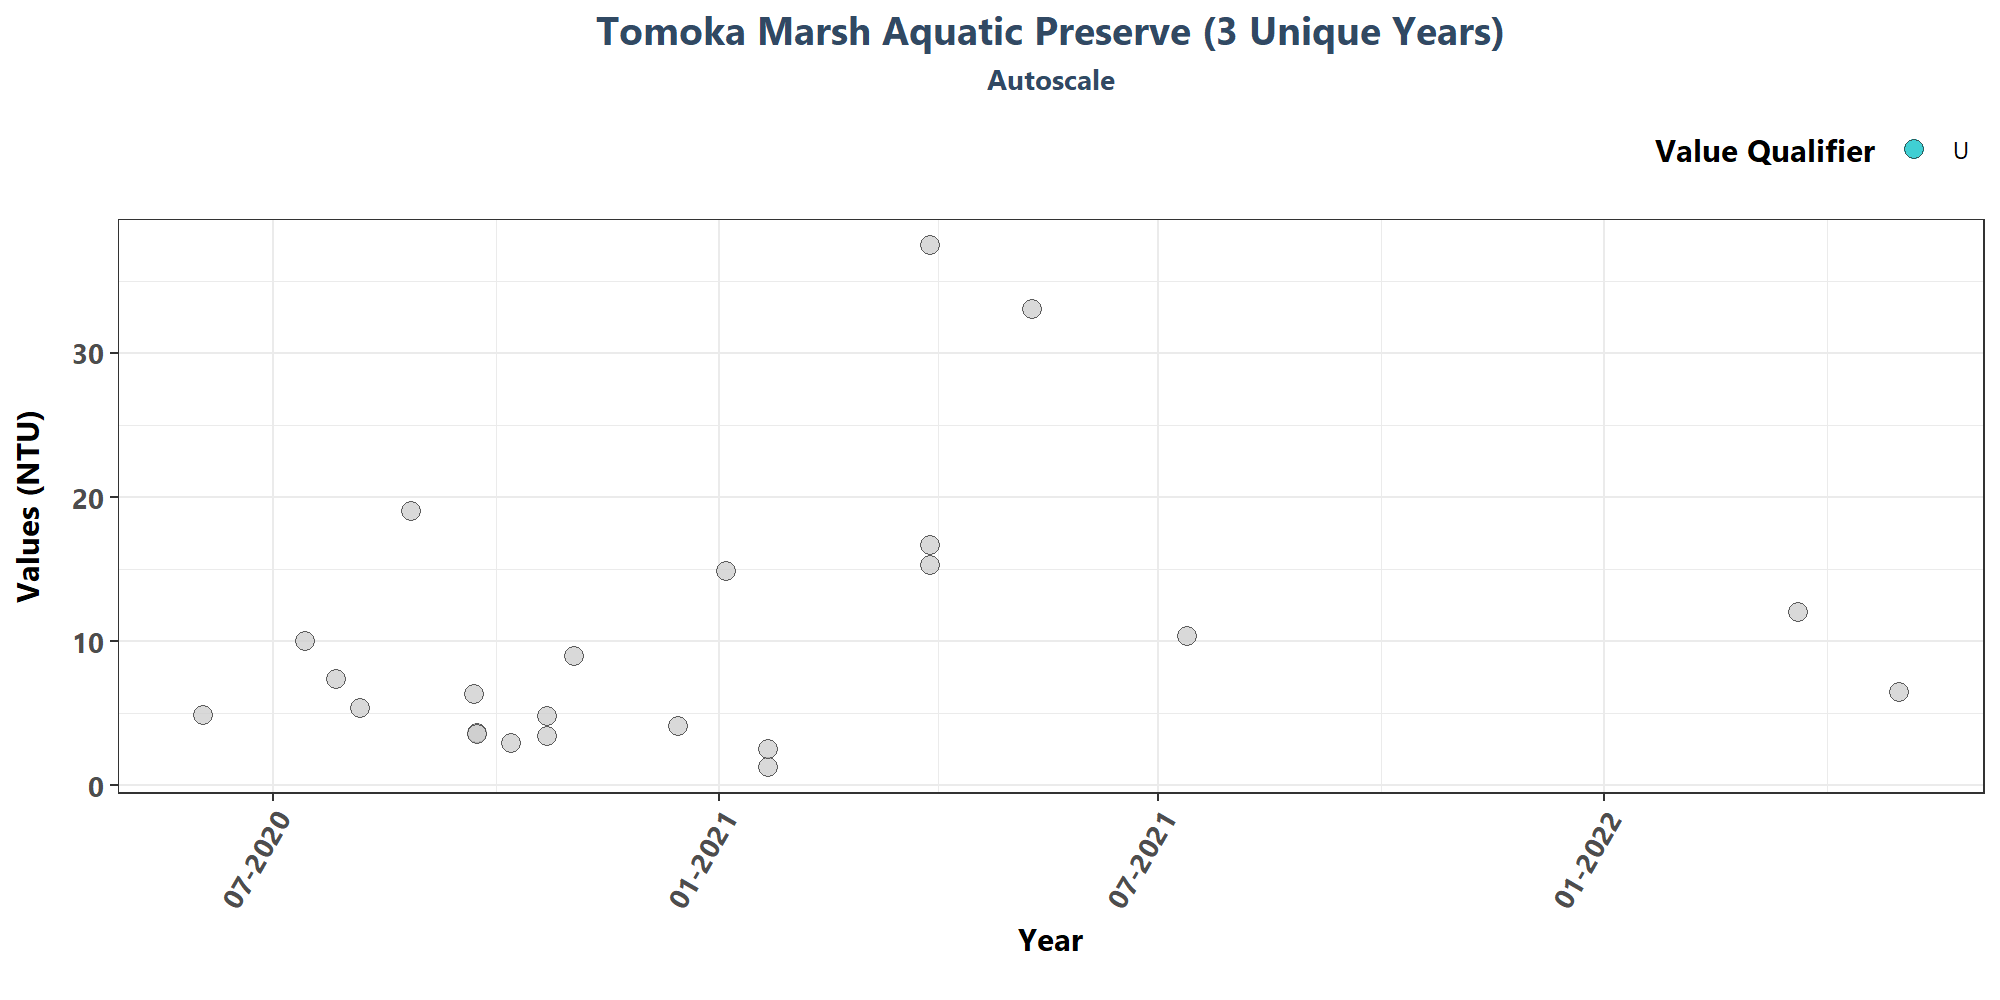 Tomoka Marsh Aquatic Preserve (3 Unique Years)
Autoscale
Value Qualifier U
Values (NTU)
30
20
10
0
07-2020
01-2021
07-2021
01-2022
Year